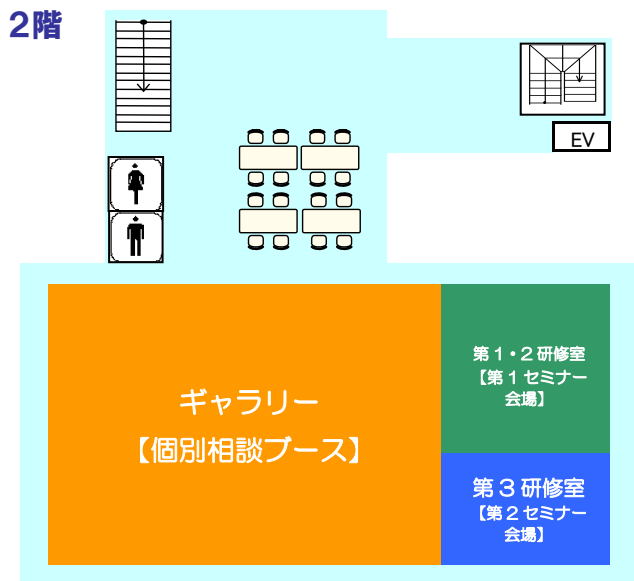 2階
EV
ギャラリー
【個別相談ブース】
第1・2研修室
【第1セミナー
会場】
第3研修室
【第2セミナー
会場】